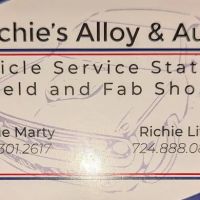 chie's Alloy & Au
icle Service Stat
eld and Fab Sho
e Marty Richie Li
301.2617 724.888.0